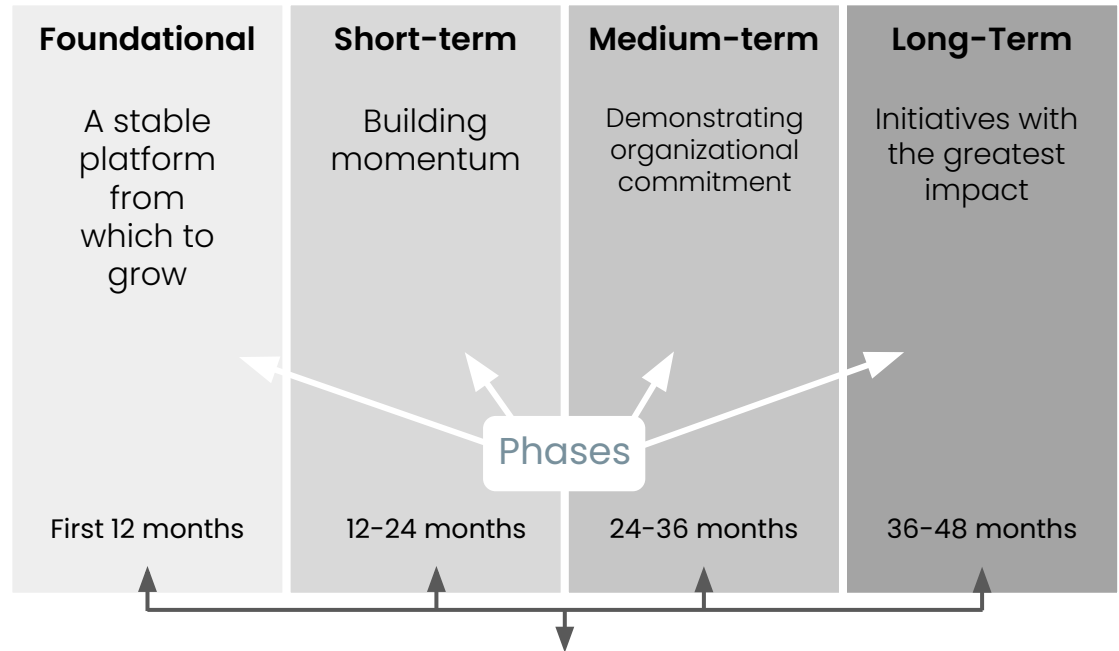 Foundational
A stable
platform
from
which to
grow
First 12 months
Short-term
Building
momentum
12-24 months
Medium-term
Demonstrating
organizational
commitment
24-36 months
Long-Term
Initiatives with
the greatest
impact
36-48 months
Phases